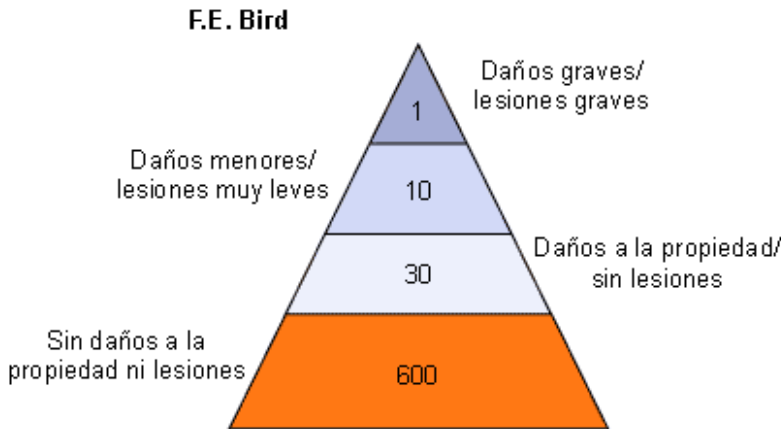 F.E. Bird
Daños graves/
lesiones graves
1
Daños menores/
lesiones muy leves
10
Daños a la propiedad/
sin lesiones
30
Sin daños a la
propiedad ni lesiones
600